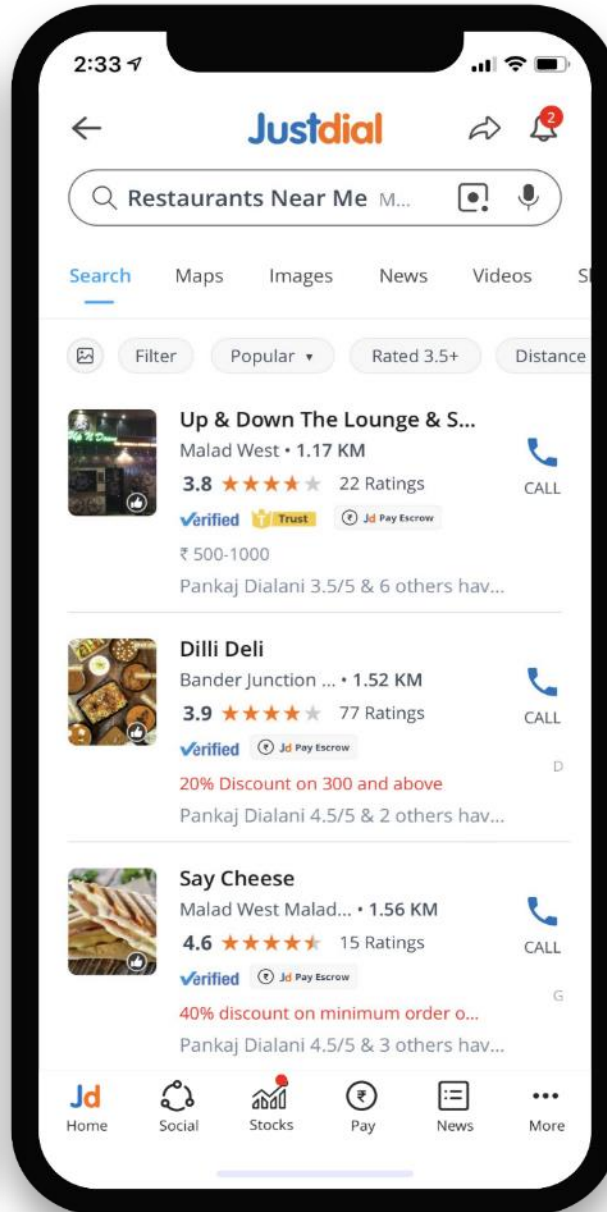 2:33
Justdial
2
Restaurants Near Me M...
Search Maps Images News Videos
Filter Popular Rated 3.5+ Distance
Up & Down The Lounge & S...
Malad West • 1.17 KM
3.8 22 Ratings
CALL
Verified Trust Jd Pay Escrow
₹ 500-1000
Pankaj Dialani 3.5/5 & 6 others hav...
Dilli Deli
Bander Junction ... • 1.52 KM
3.9 77 Ratings
CALL
Verified Jd Pay Escrow
D
20% Discount on 300 and above
Pankaj Dialani 4.5/5 & 2 others hav...
Say Cheese
Malad West Malad... • 1.56 KM
4.6 15 Ratings
CALL
Verified Jd Pay Escrow
G
40% discount on minimum order o...
Pankaj Dialani 4.5/5 & 3 others hav...
Jd
Home Social Stocks Pay News More